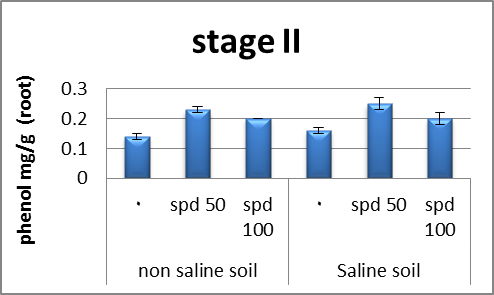 stage II
phenol mg/g (root)
0.3
0.2
0.1
0
spd 50
spd
100
spd 50
spd
100
non saline soil
Saline soil